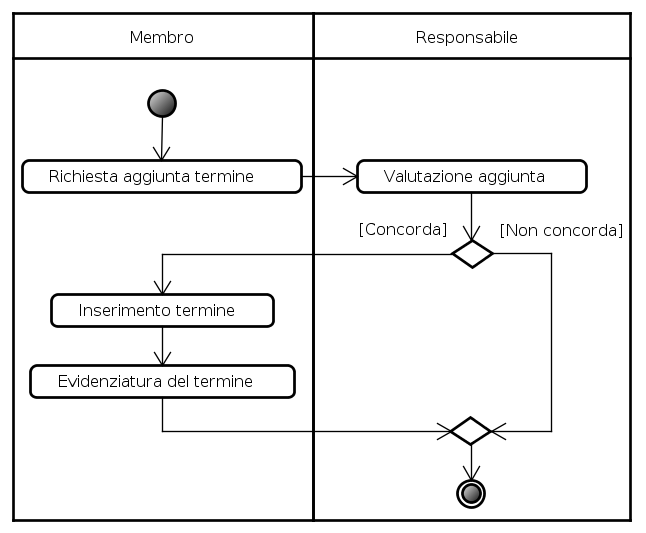 Membro
Responsabile
Richiesta aggiunta termine
Valutazione aggiunta
[Concorda]
[Non concorda]
Inserimento termine
Evidenziatura del termine